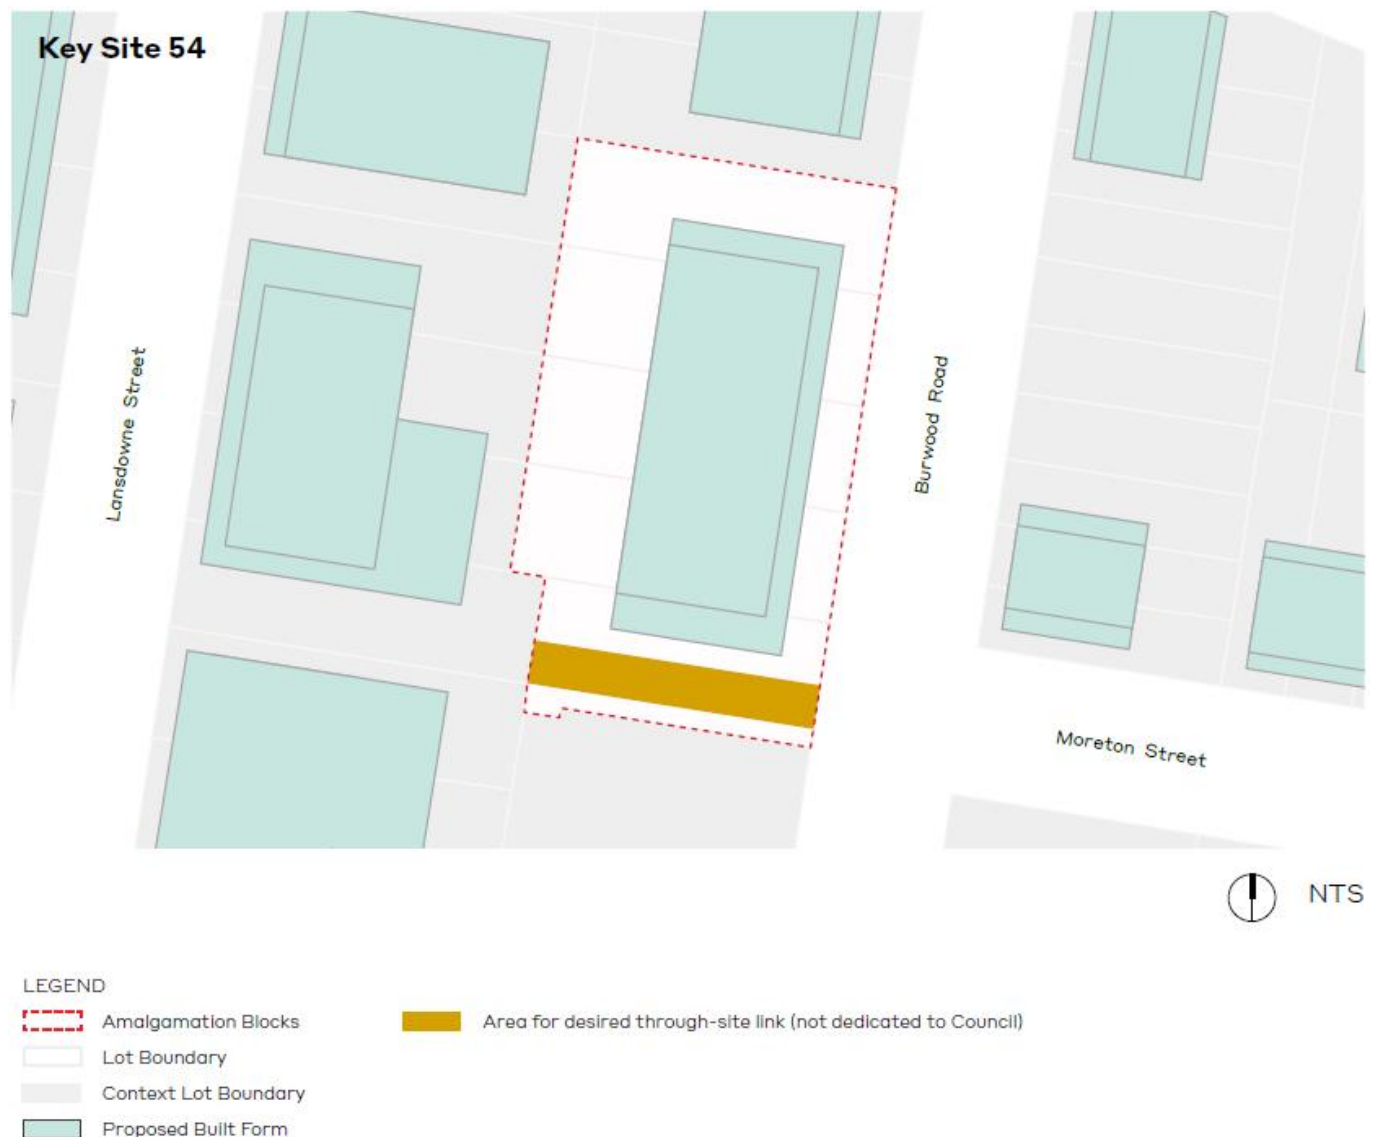 Key Site 54
Lansdowne Street
Burwood Road
Moreton Street
NTS
LEGEND
Amalgamation Blocks
Area for desired through-site link (not dedicated to Council)
Lot Boundary
Context Lot Boundary
Proposed Built Form